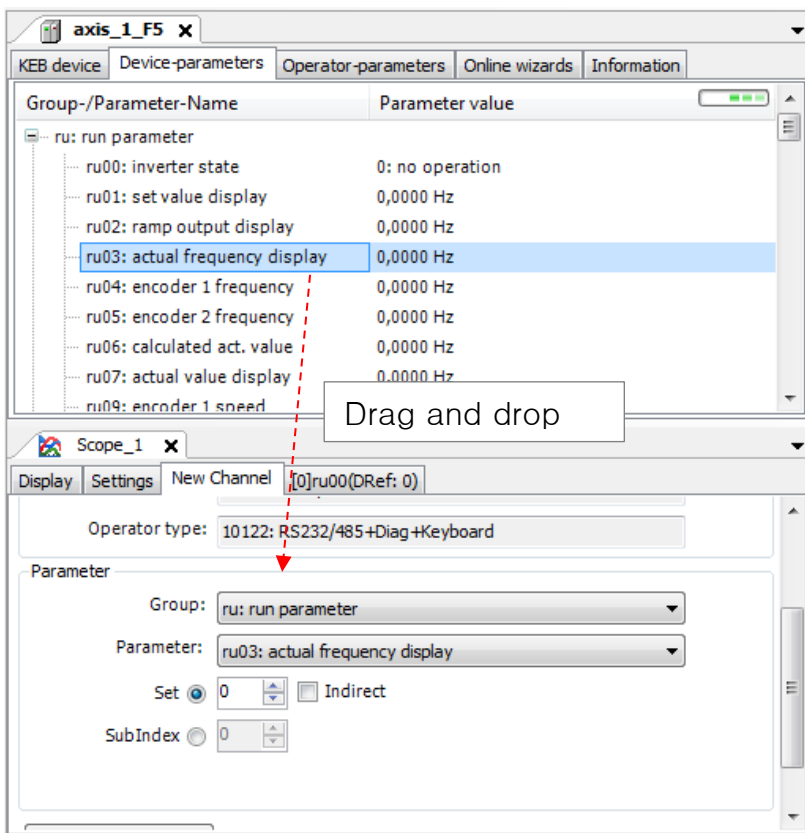 axis_1_F5 x
KEB device Device-parameters Operator-parameters Online wizards Information
Group-/Parameter-Name Parameter value
ru: run parameter
ru00: inverter state 0: no operation
ru01: set value display 0,0000 Hz
ru02: ramp output display 0,0000 Hz
ru03: actual frequency display 0,0000 Hz
ru04: encoder 1 frequency 0,0000 Hz
ru05: encoder 2 frequency 0,0000 Hz
ru06: calculated act. value 0,0000 Hz
ru07: actual value display 0,0000 Hz
ru09: encoder 1 speed
Drag and drop
Scope_1 x
Display Settings New Channel [0]ru00(DRef: 0)
Operator type: 10122: RS232/485+Diag+Keyboard
Parameter
Group: ru: run parameter
Parameter: ru03: actual frequency display
Set 0 Indirect
SubIndex 0